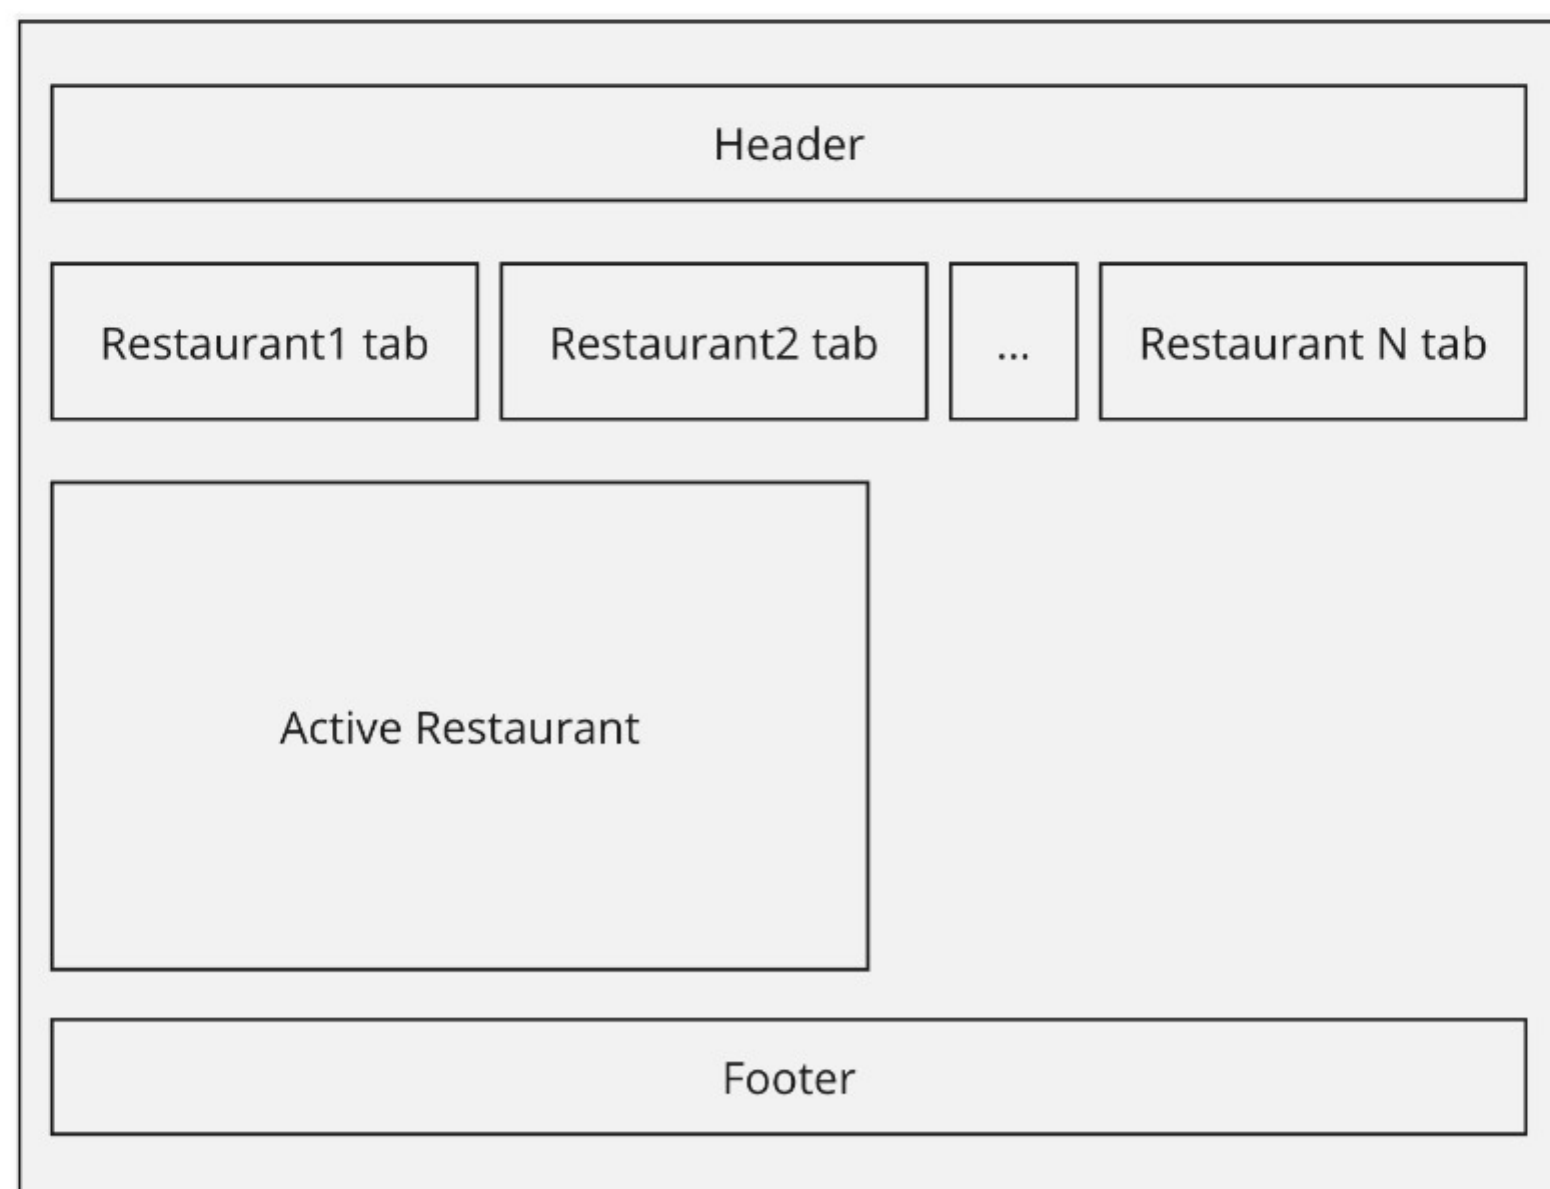 Header
Restaurant1 tab
Restaurant2 tab
...
Restaurant N tab
Active Restaurant
Footer